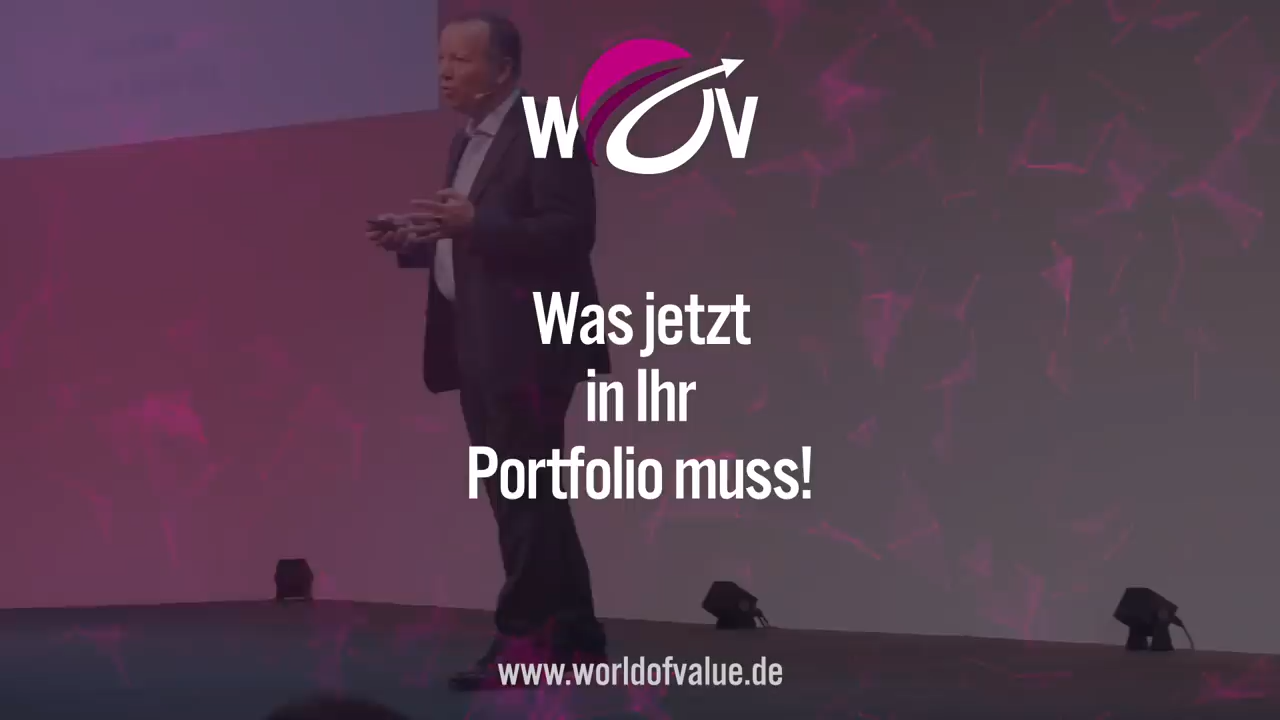 WOV
Was jetzt
in Ihr
Portfolio muss!
www.worldofvalue.de